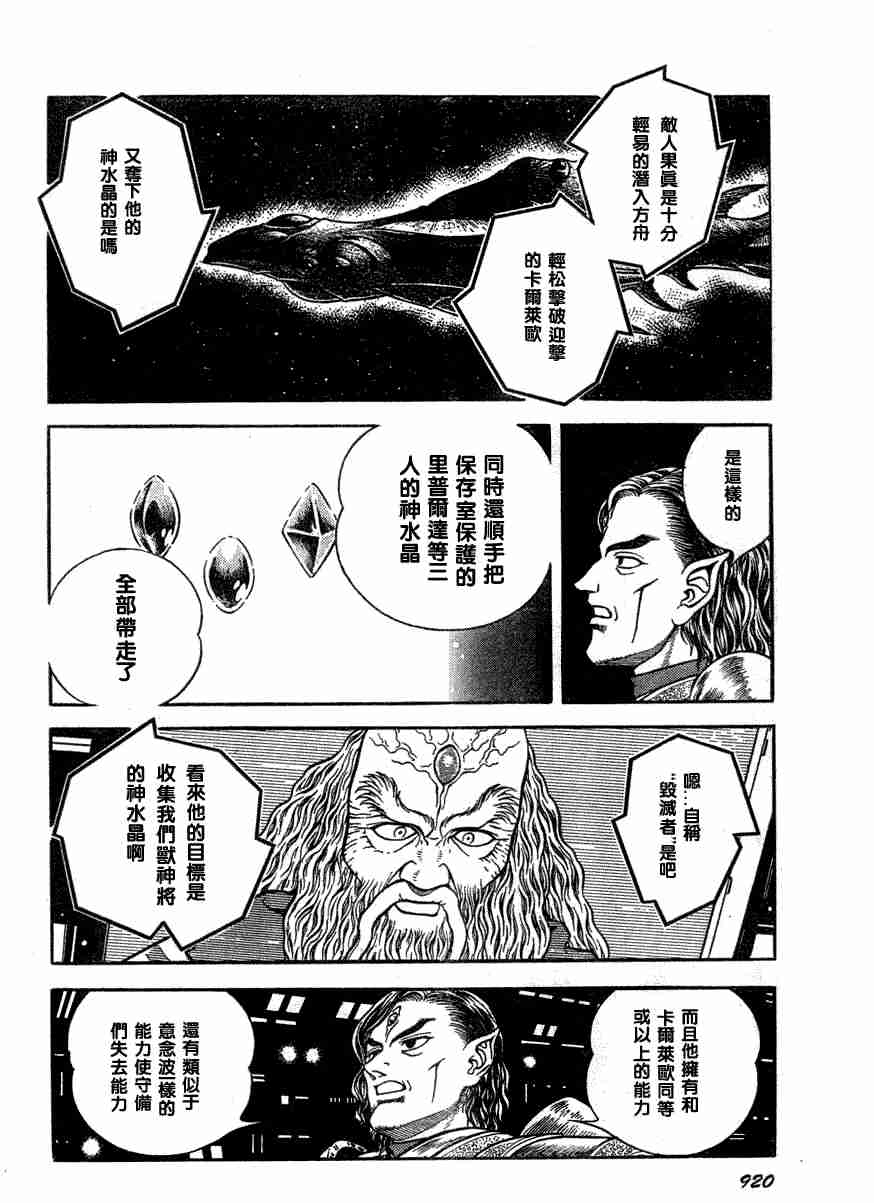 敵人果眞是十分
輕易的潛入方舟
輕松擊破迎擊
的卡爾萊歐
又奪下他的
神水晶的是嗎
是這樣的
同時還順手把
保存室保護的
里普爾達等三
人的神水晶
全部帶走了
嗯…自稱
“毀滅者”是吧
看來他的目標是
收集我們獸神將
的神水晶啊
而且他擁有和
卡爾萊歐同等
或以上的能力
還有類似于
意念波一樣的
能力使守備
們失去能力
920